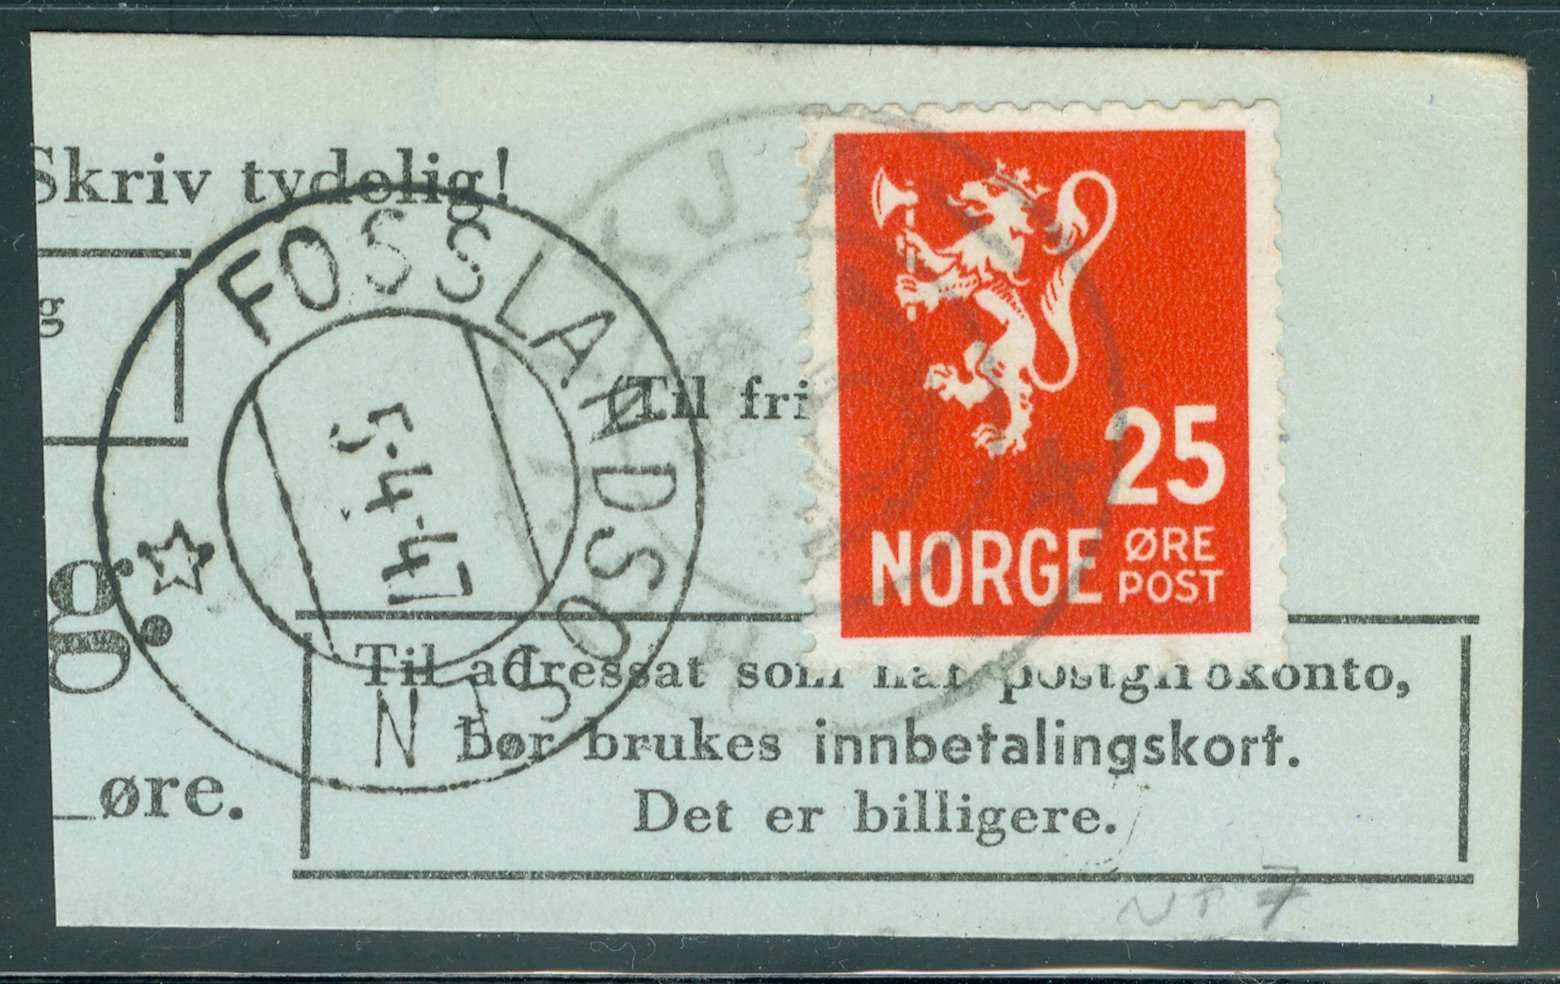 Skriv tydelig!
g
(Til fri
g.
øre.
Til adressat som har postgirokonto,
bør brukes innbetalingskort.
Det er billigere.
FOSSLANDSOSEN
5-4-47
25
NORGE
ØRE
POST